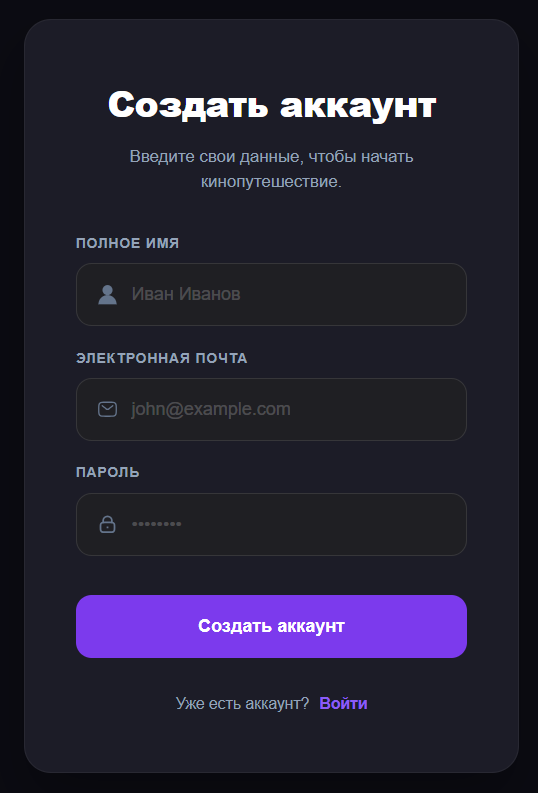 Создать аккаунт
Введите свои данные, чтобы начать
кинопутешествие.
ПОЛНОЕ ИМЯ
Иван Иванов
ЭЛЕКТРОННАЯ ПОЧТА
john@example.com
ПАРОЛЬ
••••••••
Создать аккаунт
Уже есть аккаунт? Войти